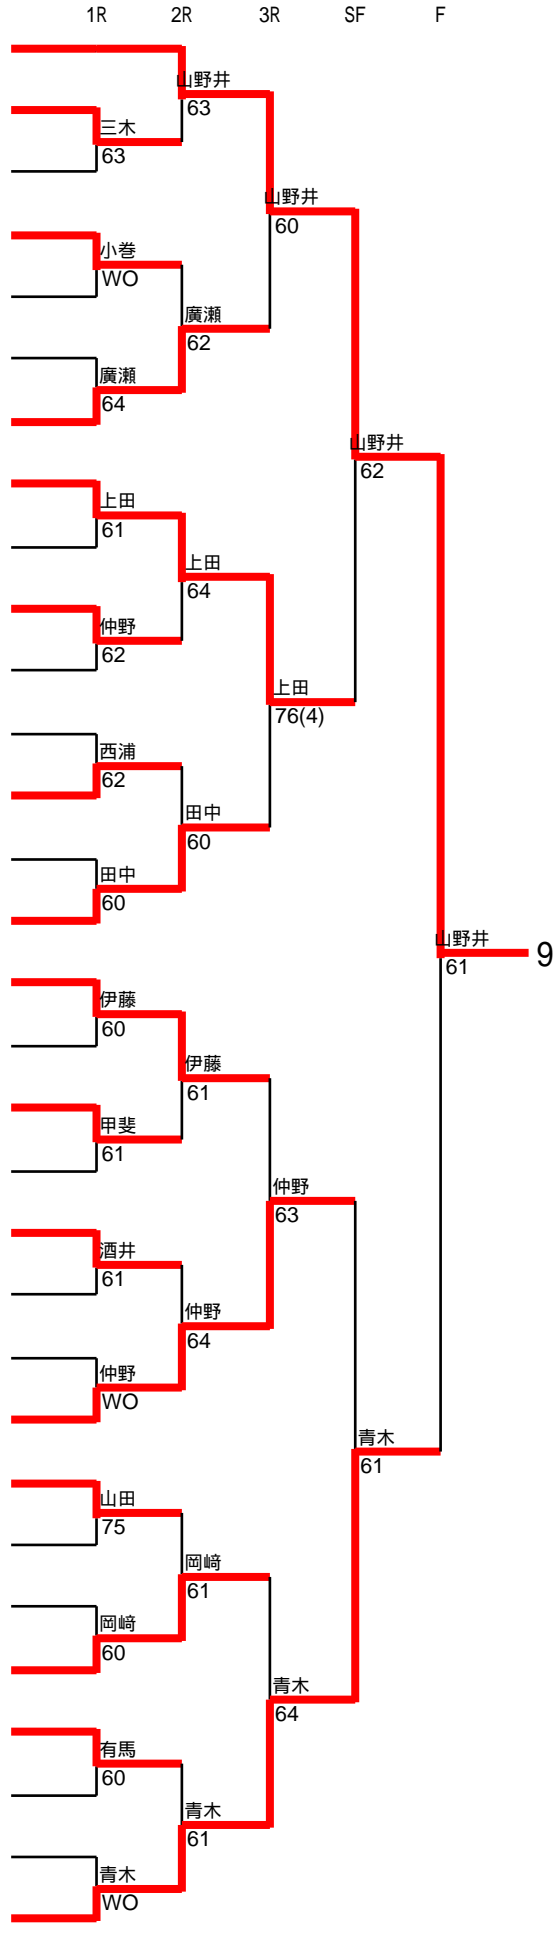 1R 2R 3R SF F
山野井
63
三木
63
山野井
60
小巻
WO
廣瀬
62
廣瀬
64
山野井
62
上田
61
上田
64
仲野
62
上田
76(4)
西浦
62
田中
60
田中
60
山野井
61
9
伊藤
60
伊藤
61
甲斐
61
仲野
63
酒井
61
仲野
64
仲野
WO
青木
61
山田
75
岡﨑
61
岡﨑
60
青木
64
有馬
60
青木
61
青木
WO